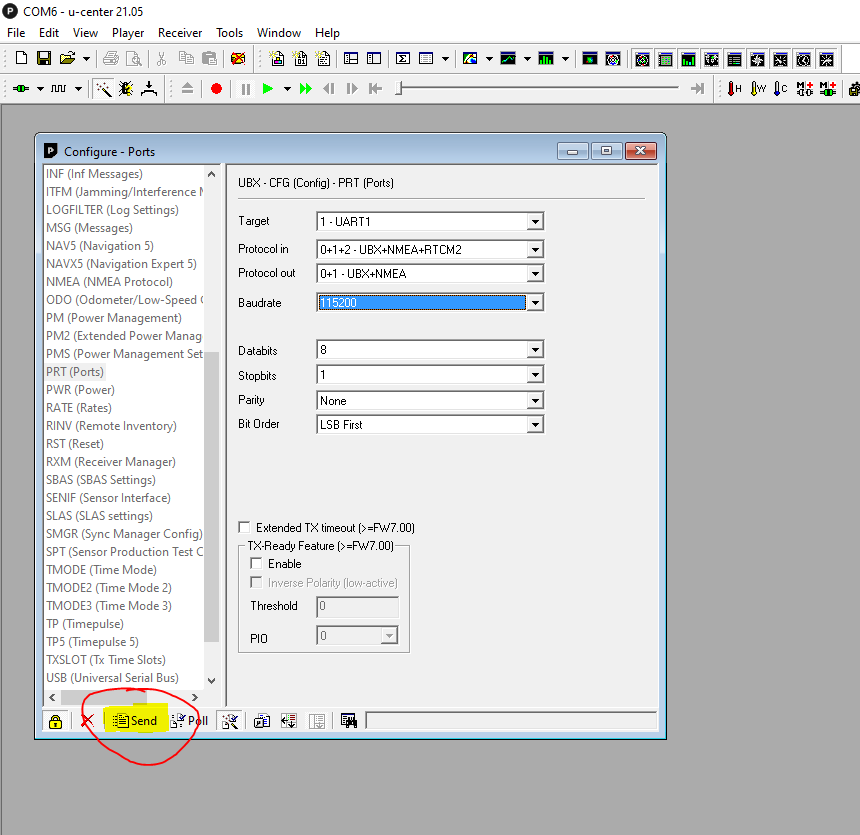 COM6 - u-center 21.05
File Edit View Player Receiver Tools Window Help
Configure - Ports
INF (Inf Messages)
ITFM (Jamming/Interference M
LOGFILTER (Log Settings)
MSG (Messages)
NAV5 (Navigation 5)
NAVX5 (Navigation Expert 5)
NMEA (NMEA Protocol)
ODO (Odometer/Low-Speed C
PM (Power Management)
PM2 (Extended Power Manag
PMS (Power Management Set
PRT (Ports)
PWR (Power)
RATE (Rates)
RINV (Remote Inventory)
RST (Reset)
RXM (Receiver Manager)
SBAS (SBAS Settings)
SENIF (Sensor Interface)
SLAS (SLAS settings)
SMGR (Sync Manager Config)
SPT (Sensor Production Test C
TMODE (Time Mode)
TMODE2 (Time Mode 2)
TMODE3 (Time Mode 3)
TP (Timepulse)
TP5 (Timepulse 5)
TXSLOT (Tx Time Slots)
USB (Universal Serial Bus)
UBX - CFG (Config) - PRT (Ports)
Target 1 - UART1
Protocol in 0+1+2 - UBX+NMEA+RTCM2
Protocol out 0+1 - UBX+NMEA
Baudrate 115200
Databits 8
Stopbits 1
Parity None
Bit Order LSB First
Extended TX timeout (>=FW7.00)
TX-Ready Feature (>=FW7.00)
Enable
Inverse Polarity (low-active)
Threshold 0
PIO 0
Send Poll